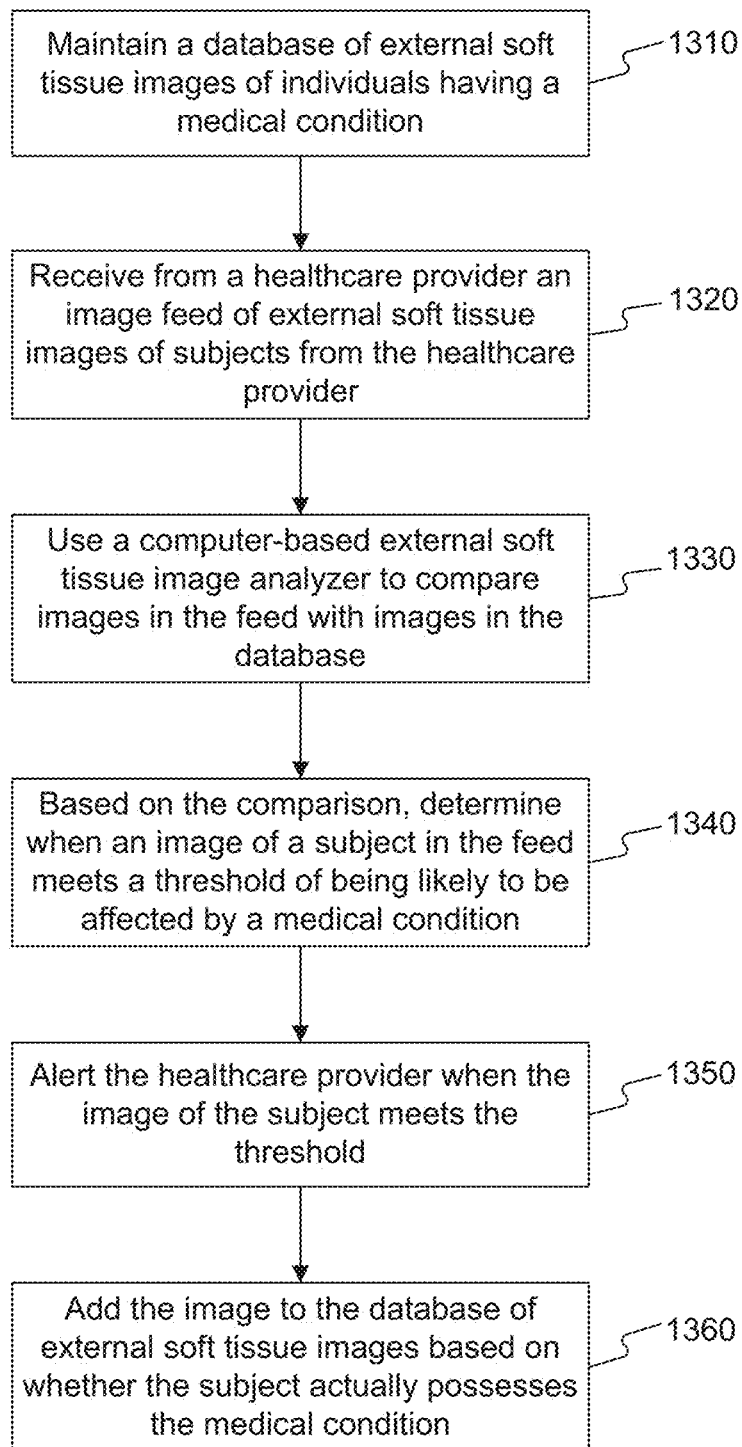 Maintain a database of external soft
tissue images of individuals having a
medical condition
1310
Receive from a healthcare provider an
image feed of external soft tissue
images of subjects from the healthcare
provider
1320
Use a computer-based external soft
tissue image analyzer to compare
images in the feed with images in the
database
1330
Based on the comparison, determine
when an image of a subject in the feed
meets a threshold of being likely to be
affected by a medical condition
1340
Alert the healthcare provider when the
image of the subject meets the
threshold
1350
Add the image to the database of
external soft tissue images based on
whether the subject actually possesses
the medical condition
1360